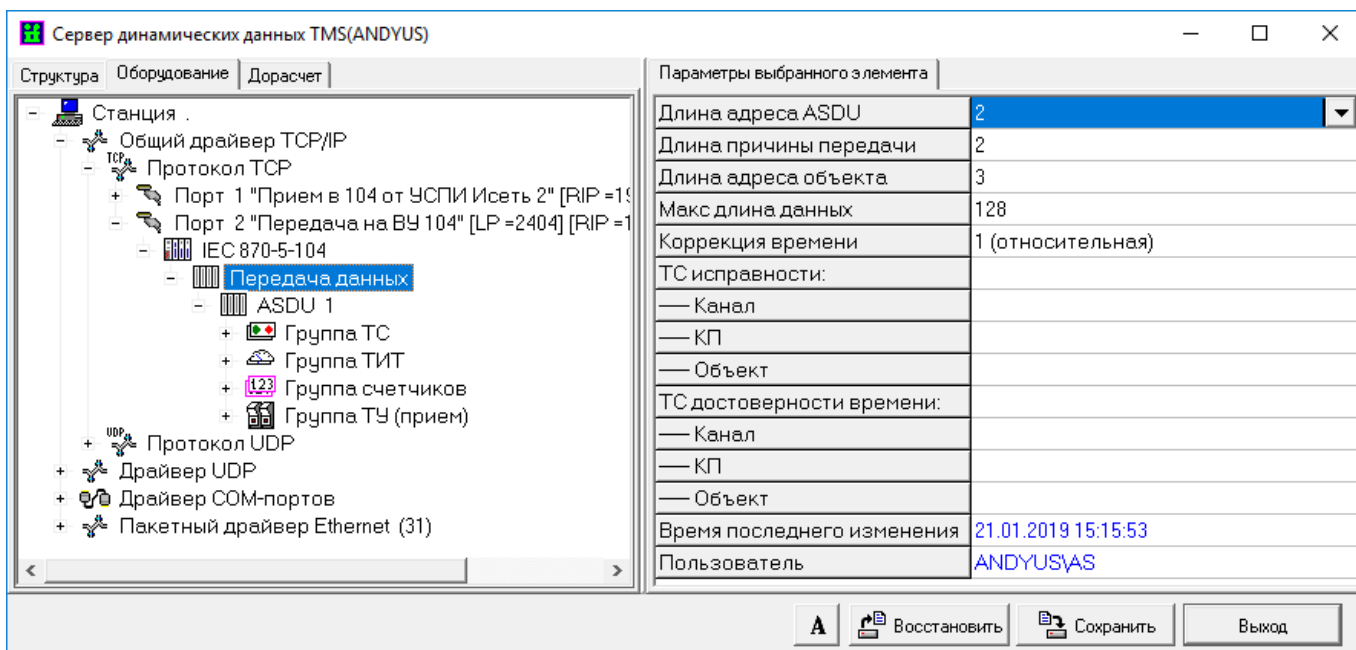 Сервер динамических данных TMS(ANDYUS)
Структура Оборудование Дорасчет
Станция .
Общий драйвер TCP/IP
TCP Протокол TCP
Порт 1 "Прием в 104 от УСПИ Исеть 2" [RIP =19
Порт 2 "Передача на ВУ 104" [LP =2404] [RIP =1
IEC 870-5-104
Передача данных
ASDU 1
Группа ТС
Группа ТИТ
123 Группа счетчиков
Группа ТУ (прием)
UDP Протокол UDP
Драйвер UDP
Драйвер COM-портов
Пакетный драйвер Ethernet (31)
Параметры выбранного элемента
Длина адреса ASDU 2
Длина причины передачи 2
Длина адреса объекта 3
Макс длина данных 128
Коррекция времени 1 (относительная)
ТС исправности:
Канал
КП
Объект
ТС достоверности времени:
Канал
КП
Объект
Время последнего изменения 21.01.2019 15:15:53
Пользователь ANDYUS\AS
A Восстановить Сохранить Выход